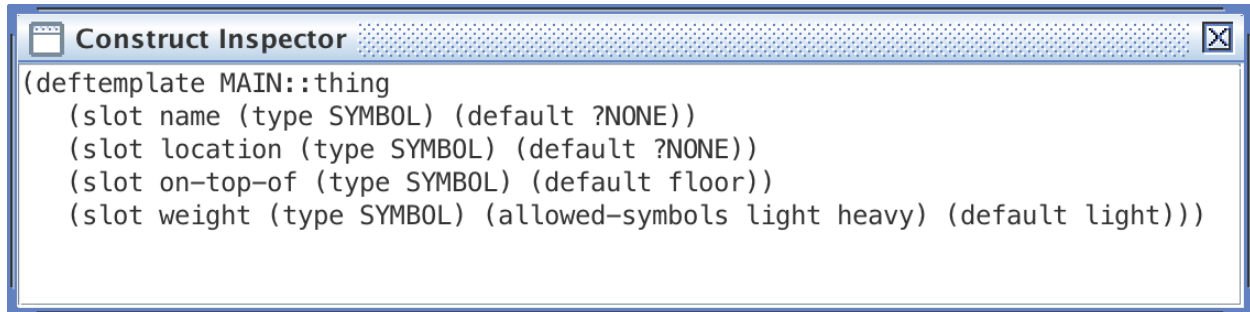 Construct Inspector
(deftemplate MAIN::thing
(slot name (type SYMBOL) (default ?NONE))
(slot location (type SYMBOL) (default ?NONE))
(slot on-top-of (type SYMBOL) (default floor))
(slot weight (type SYMBOL) (allowed-symbols light heavy) (default light)))